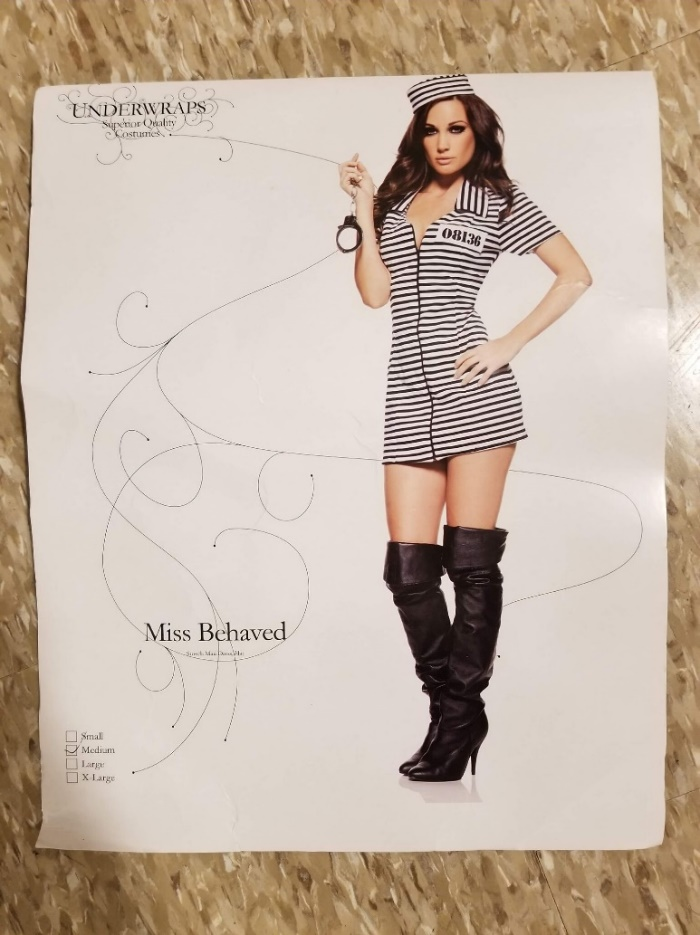 UNDERWRAPS
Superior Quality
Costumes
08136
Miss Behaved
Small
Medium
Large
X-Large